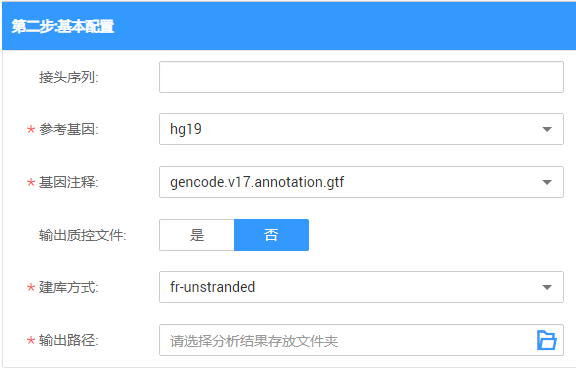 第二步:基本配置
接头序列:
* 参考基因: hg19
* 基因注释: gencode.v17.annotation.gtf
输出质控文件: 是 否
* 建库方式: fr-unstranded
* 输出路径: 请选择分析结果存放文件夹